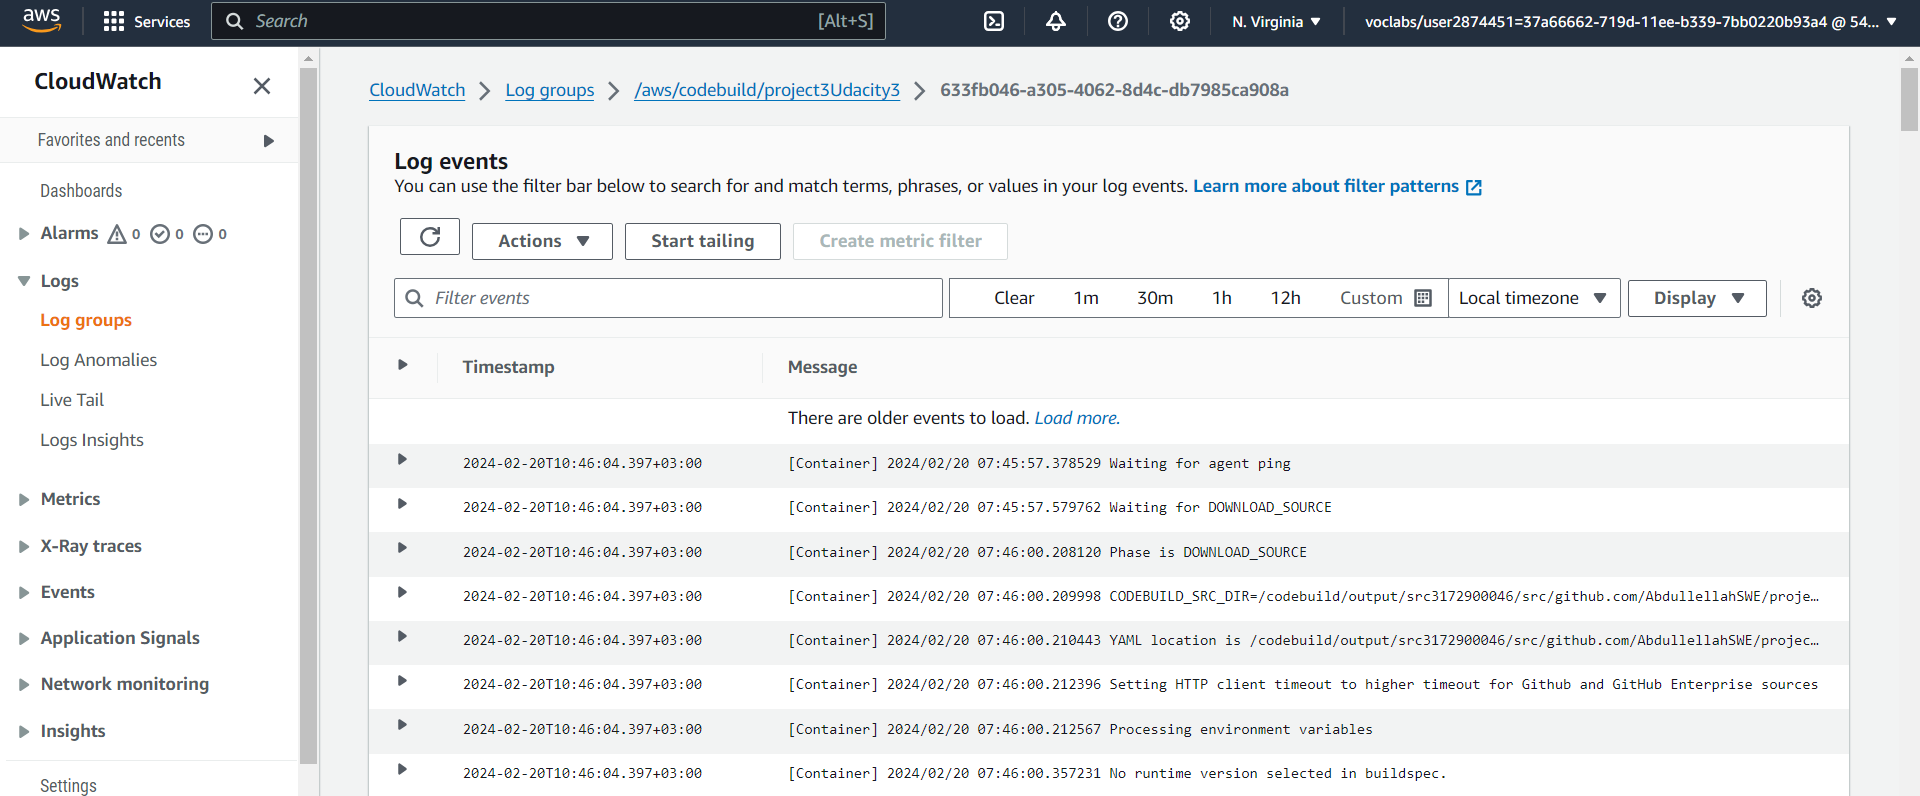 aws
Services
Search
[Alt+S]
N. Virginia
voclabs/user2874451=37a66662-719d-11ee-b339-7bb0220b93a4 @ 54...
CloudWatch
Favorites and recents
Dashboards
Alarms 0 0 0
Logs
Log groups
Log Anomalies
Live Tail
Logs Insights
Metrics
X-Ray traces
Events
Application Signals
Network monitoring
Insights
Settings
CloudWatch > Log groups > /aws/codebuild/project3Udacity3 > 633fb046-a305-4062-8d4c-db7985ca908a
Log events
You can use the filter bar below to search for and match terms, phrases, or values in your log events. Learn more about filter patterns
Actions Start tailing Create metric filter
Filter events Clear 1m 30m 1h 12h Custom Local timezone Display
Timestamp Message
There are older events to load. Load more.
2024-02-20T10:46:04.397+03:00 [Container] 2024/02/20 07:45:57.378529 Waiting for agent ping
2024-02-20T10:46:04.397+03:00 [Container] 2024/02/20 07:45:57.579762 Waiting for DOWNLOAD_SOURCE
2024-02-20T10:46:04.397+03:00 [Container] 2024/02/20 07:46:00.208120 Phase is DOWNLOAD_SOURCE
2024-02-20T10:46:04.397+03:00 [Container] 2024/02/20 07:46:00.209998 CODEBUILD_SRC_DIR=/codebuild/output/src3172900046/src/github.com/AbdullellahSWE/proje…
2024-02-20T10:46:04.397+03:00 [Container] 2024/02/20 07:46:00.210443 YAML location is /codebuild/output/src3172900046/src/github.com/AbdullellahSWE/projec…
2024-02-20T10:46:04.397+03:00 [Container] 2024/02/20 07:46:00.212396 Setting HTTP client timeout to higher timeout for Github and GitHub Enterprise sources
2024-02-20T10:46:04.397+03:00 [Container] 2024/02/20 07:46:00.212567 Processing environment variables
2024-02-20T10:46:04.397+03:00 [Container] 2024/02/20 07:46:00.357231 No runtime version selected in buildspec.